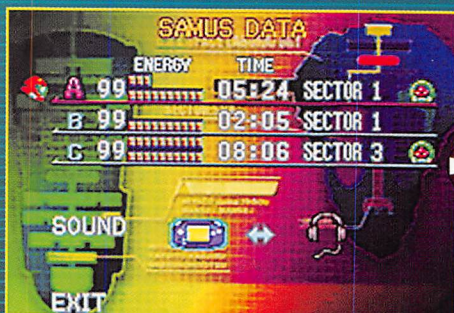 SAMUS DATA
ENERGY TIME
A 99 05:24 SECTOR 1
B 99 02:05 SECTOR 1
C 99 08:06 SECTOR 3
SOUND
EXIT